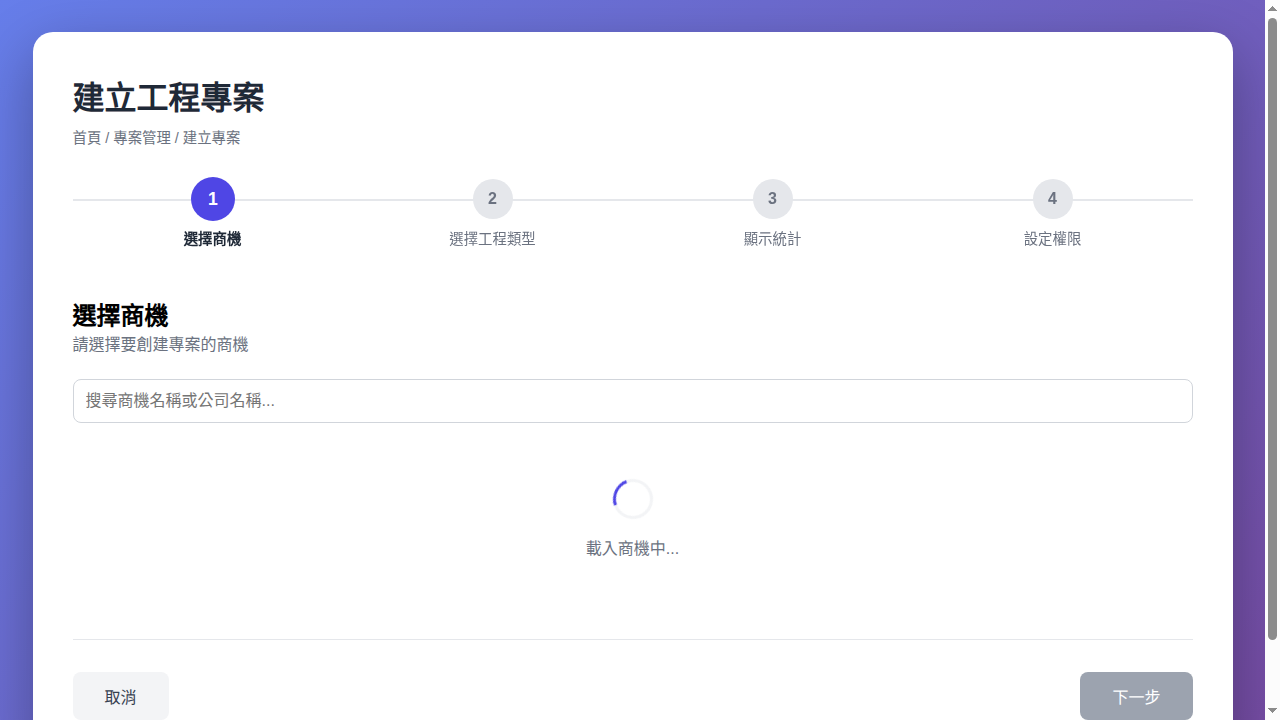 建立工程專案
首頁 / 專案管理 / 建立專案
1 2 3 4
選擇商機 選擇工程類型 顯示統計 設定權限
選擇商機
請選擇要創建專案的商機
搜尋商機名稱或公司名稱...
載入商機中...
取消 下一步